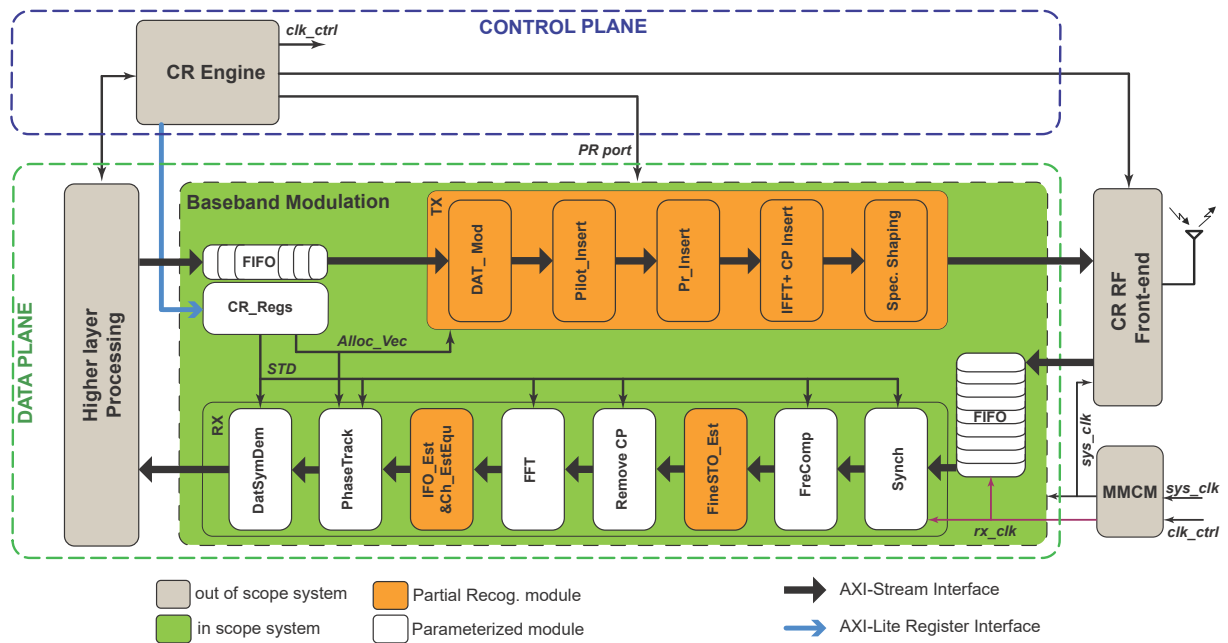 CONTROL PLANE
clk_ctrl
CR Engine
PR port
DATA PLANE
Higher layer
Processing
Baseband Modulation
TX
DAT_ Mod
Pilot_Insert
Pr_Insert
IFFT+ CP Insert
Spec. Shaping
FIFO
CR_Regs
Alloc_Vec
STD
CR RF
Front-end
RX
DatSymDem
PhaseTrack
IFO_Est
&Ch_EstEqu
FFT
Remove CP
FineSTO_Est
FreComp
Synch
FIFO
sys_clk
MMCM
sys_clk
rx_clk
clk_ctrl
out of scope system
Partial Recog. module
AXI-Stream Interface
in scope system
Parameterized module
AXI-Lite Register Interface